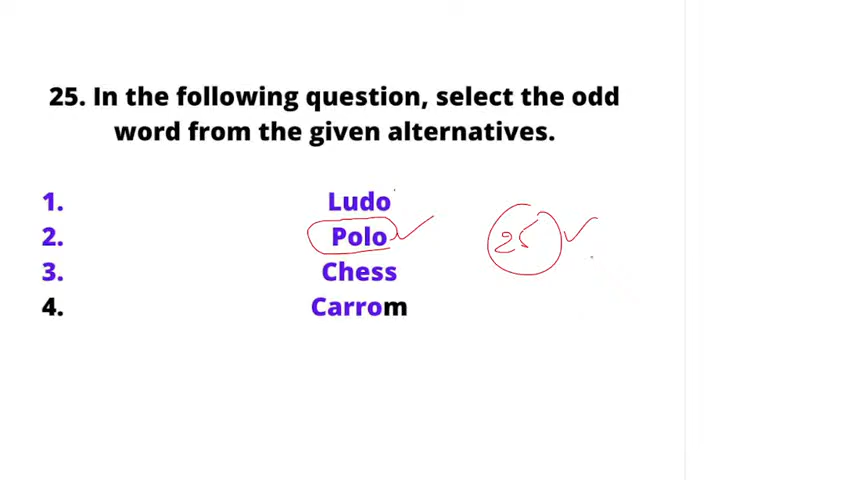 25. In the following question, select the odd
word from the given alternatives.
1. Ludo
2. Polo
25
3. Chess
4. Carrom